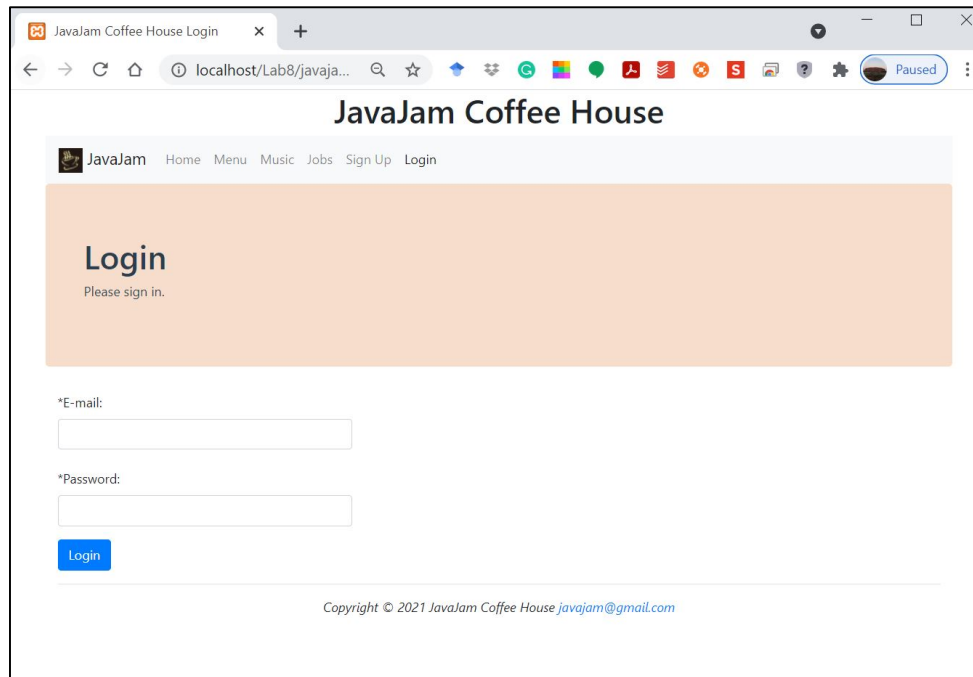 JavaJam Coffee House Login
localhost/Lab8/javaja...
Paused
JavaJam Coffee House
JavaJam Home Menu Music Jobs Sign Up Login
Login
Please sign in.
*E-mail:
*Password:
Login
Copyright © 2021 JavaJam Coffee House javajam@gmail.com